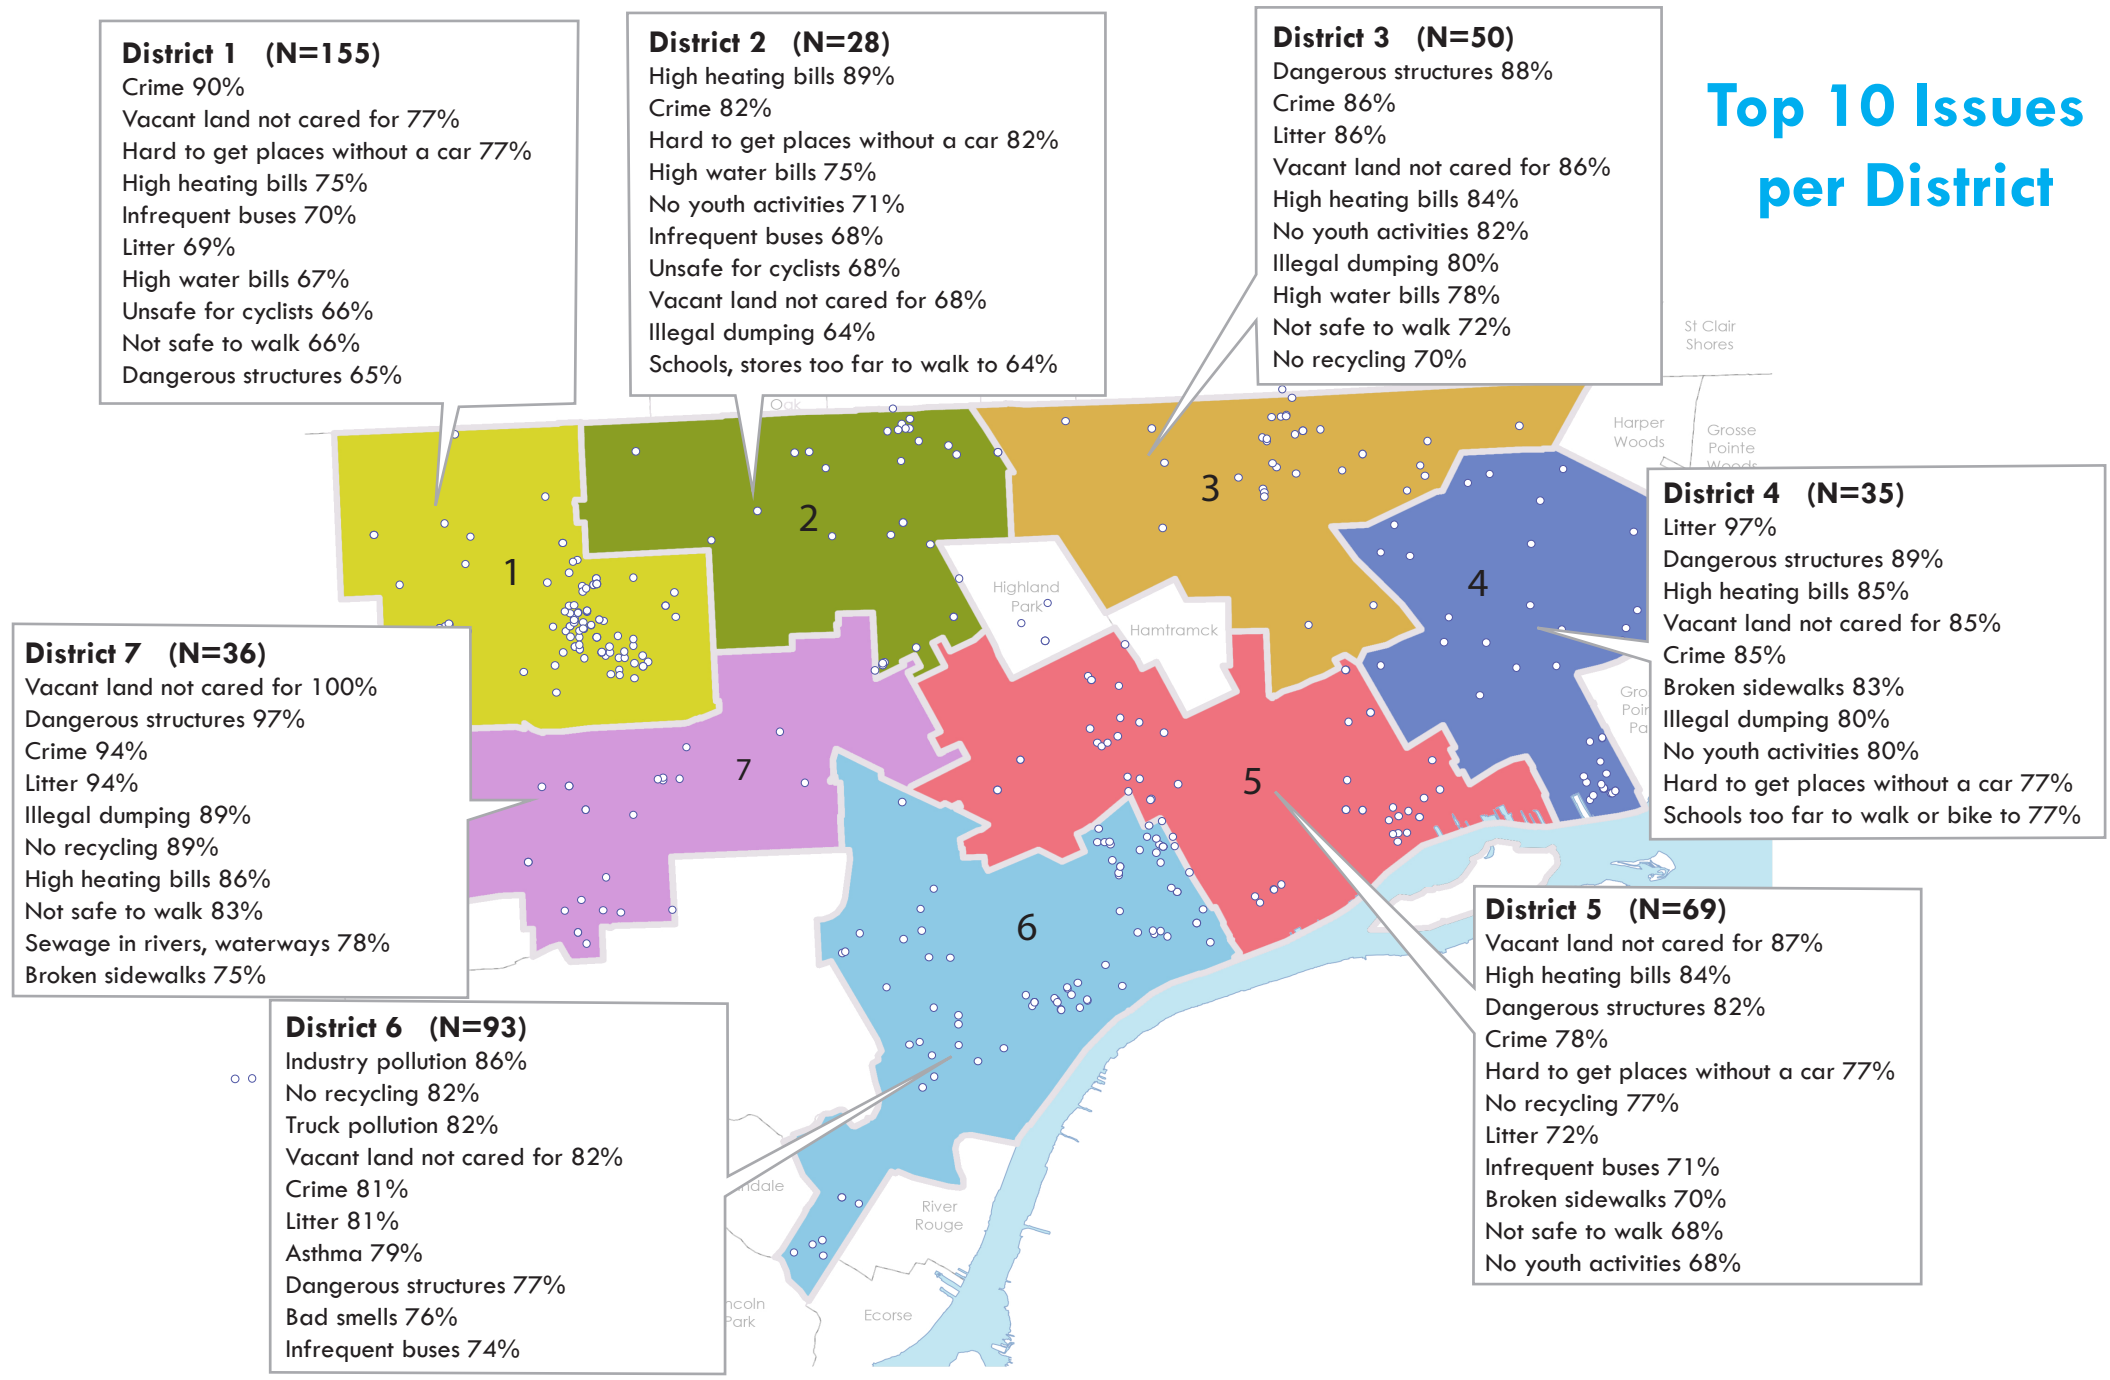 Top 10 Issues
per District
District 1 (N=155)
Crime 90%
Vacant land not cared for 77%
Hard to get places without a car 77%
High heating bills 75%
Infrequent buses 70%
Litter 69%
High water bills 67%
Unsafe for cyclists 66%
Not safe to walk 66%
Dangerous structures 65%
District 2 (N=28)
High heating bills 89%
Crime 82%
Hard to get places without a car 82%
High water bills 75%
No youth activities 71%
Infrequent buses 68%
Unsafe for cyclists 68%
Vacant land not cared for 68%
Illegal dumping 64%
Schools, stores too far to walk to 64%
District 3 (N=50)
Dangerous structures 88%
Crime 86%
Litter 86%
Vacant land not cared for 86%
High heating bills 84%
No youth activities 82%
Illegal dumping 80%
High water bills 78%
Not safe to walk 72%
No recycling 70%
District 4 (N=35)
Litter 97%
Dangerous structures 89%
High heating bills 85%
Vacant land not cared for 85%
Crime 85%
Broken sidewalks 83%
Illegal dumping 80%
No youth activities 80%
Hard to get places without a car 77%
Schools too far to walk or bike to 77%
District 7 (N=36)
Vacant land not cared for 100%
Dangerous structures 97%
Crime 94%
Litter 94%
Illegal dumping 89%
No recycling 89%
High heating bills 86%
Not safe to walk 83%
Sewage in rivers, waterways 78%
Broken sidewalks 75%
District 6 (N=93)
Industry pollution 86%
No recycling 82%
Truck pollution 82%
Vacant land not cared for 82%
Crime 81%
Litter 81%
Asthma 79%
Dangerous structures 77%
Bad smells 76%
Infrequent buses 74%
District 5 (N=69)
Vacant land not cared for 87%
High heating bills 84%
Dangerous structures 82%
Crime 78%
Hard to get places without a car 77%
No recycling 77%
Litter 72%
Infrequent buses 71%
Broken sidewalks 70%
Not safe to walk 68%
No youth activities 68%
1
2
3
4
5
6
7
St Clair
Shores
Harper
Woods
Grosse
Pointe
Woods
Oak
Highland
Park
Hamtramck
River
Rouge
Ecorse
Park